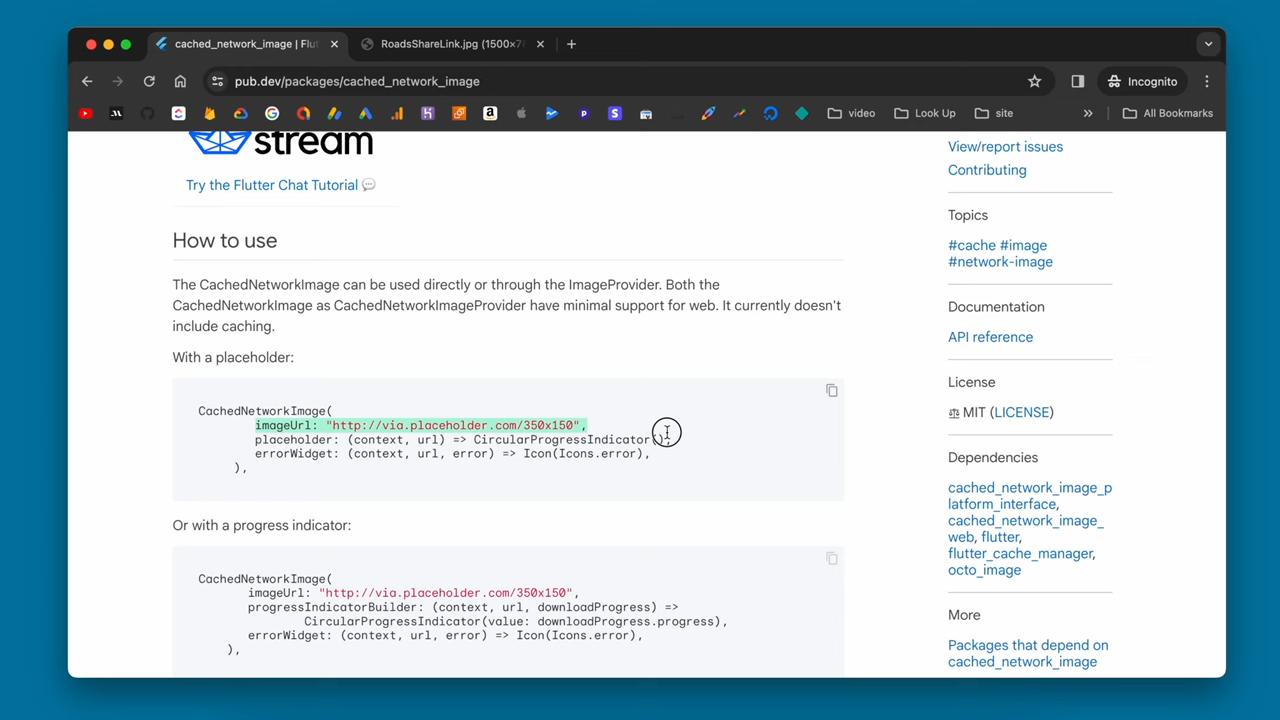 cached_network_image | Flut
RoadsShareLink.jpg (1500×7
pub.dev/packages/cached_network_image
Incognito
video
Look Up
site
All Bookmarks
stream
Try the Flutter Chat Tutorial 💬
How to use
The CachedNetworkImage can be used directly or through the ImageProvider. Both the
CachedNetworkImage as CachedNetworkImageProvider have minimal support for web. It currently doesn't
include caching.
With a placeholder:
CachedNetworkImage(
imageUrl: "http://via.placeholder.com/350x150",
placeholder: (context, url) => CircularProgressIndicator(),
errorWidget: (context, url, error) => Icon(Icons.error),
),
Or with a progress indicator:
CachedNetworkImage(
imageUrl: "http://via.placeholder.com/350x150",
progressIndicatorBuilder: (context, url, downloadProgress) =>
CircularProgressIndicator(value: downloadProgress.progress),
errorWidget: (context, url, error) => Icon(Icons.error),
),
View/report issues
Contributing
Topics
#cache #image
#network-image
Documentation
API reference
License
MIT (LICENSE)
Dependencies
cached_network_image_p
latform_interface,
cached_network_image_
web, flutter,
flutter_cache_manager,
octo_image
More
Packages that depend on
cached_network_image